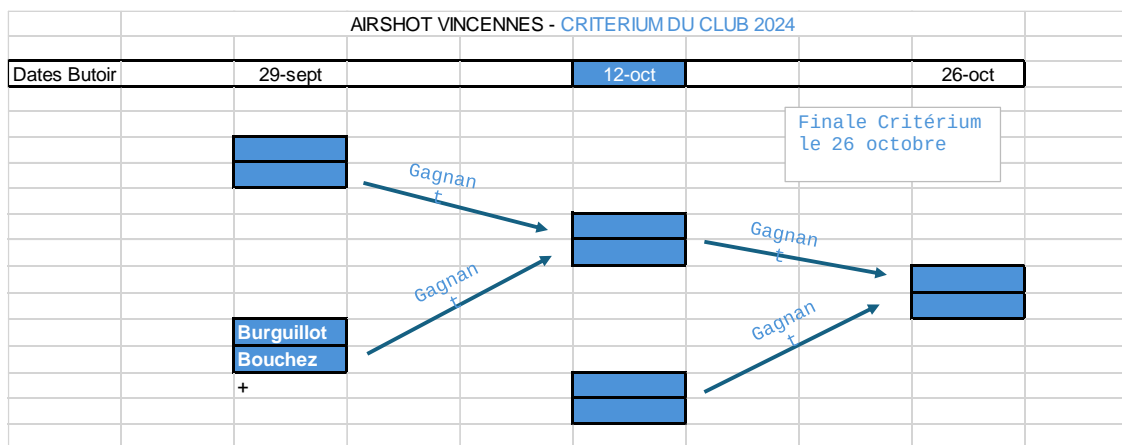 AIRSHOT VINCENNES - CRITERIUM DU CLUB 2024
Dates Butoir 29-sept 12-oct 26-oct
Finale Critérium
le 26 octobre
Gagnan
t
Gagnan
t
Gagnan
t
Gagnan
t
Burguillot
Bouchez
+